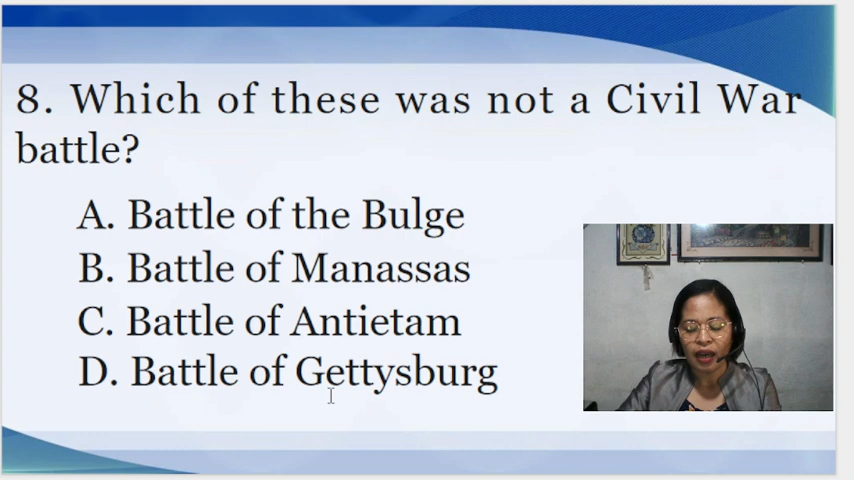 8. Which of these was not a Civil War
battle?
A. Battle of the Bulge
B. Battle of Manassas
C. Battle of Antietam
D. Battle of Gettysburg